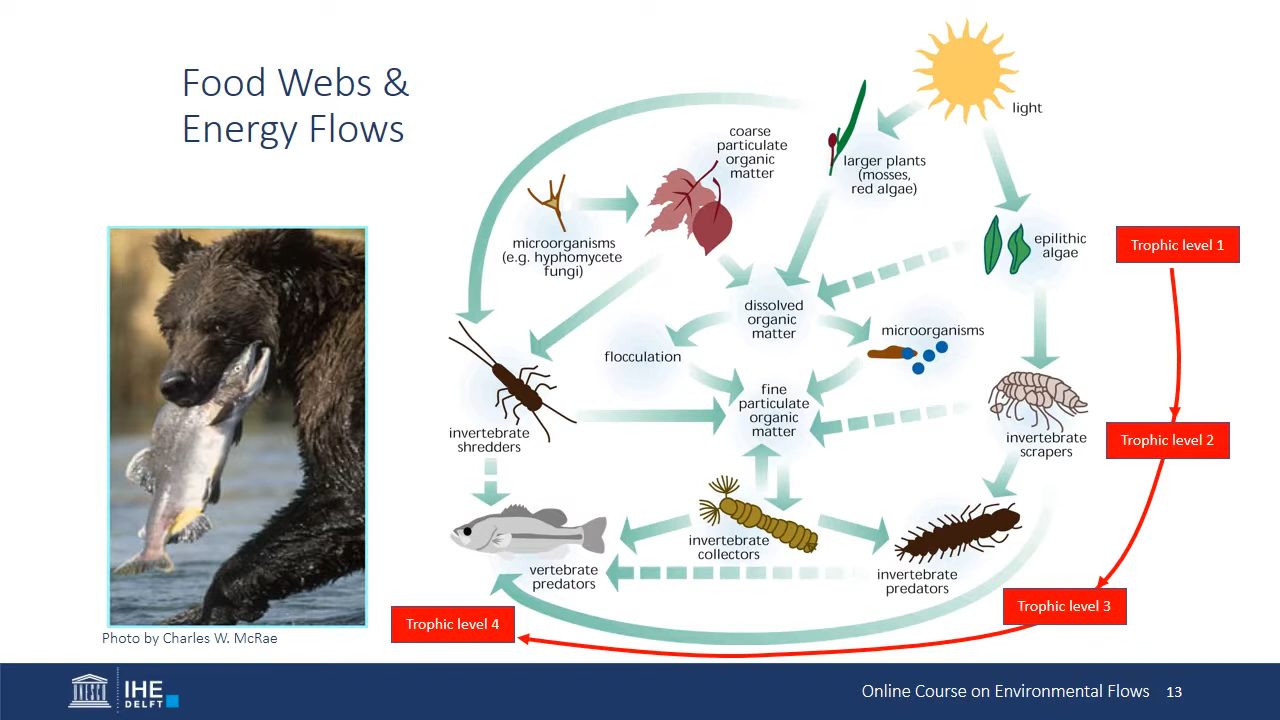 Food Webs &
Energy Flows
light
coarse
particulate
organic
matter
larger plants
(mosses,
red algae)
microorganisms
(e.g. hyphomycete
fungi)
epilithic
algae
Trophic level 1
dissolved
organic
matter
microorganisms
flocculation
fine
particulate
organic
matter
invertebrate
shredders
invertebrate
scrapers
Trophic level 2
invertebrate
collectors
vertebrate
predators
invertebrate
predators
Trophic level 3
Trophic level 4
Photo by Charles W. McRae
UNESCO
IHE
DELFT
Online Course on Environmental Flows 13